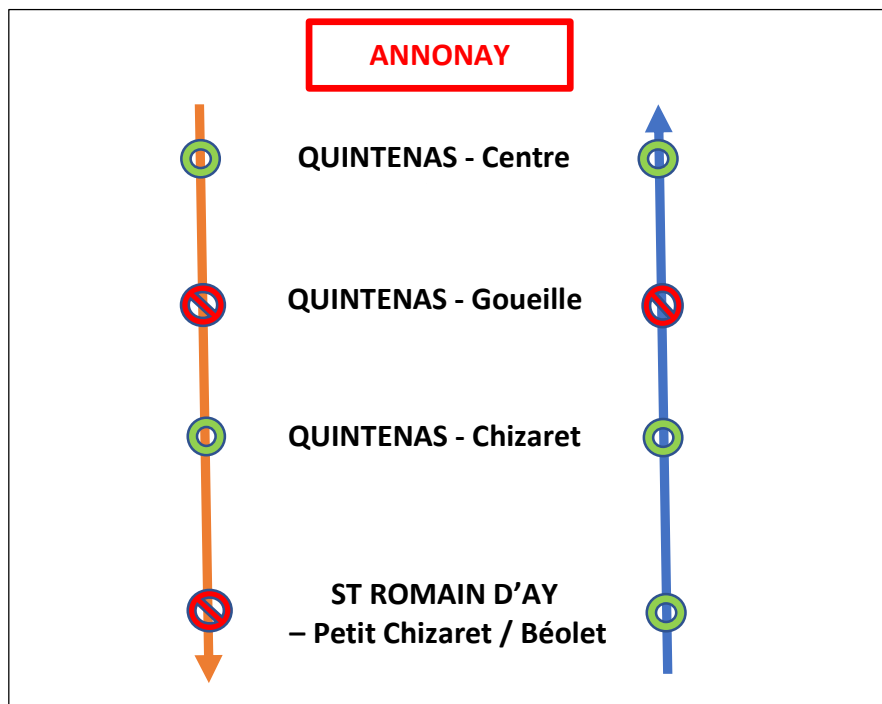 ANNONAY
QUINTENAS - Centre
QUINTENAS - Goueille
QUINTENAS - Chizaret
ST ROMAIN D’AY
– Petit Chizaret / Béolet